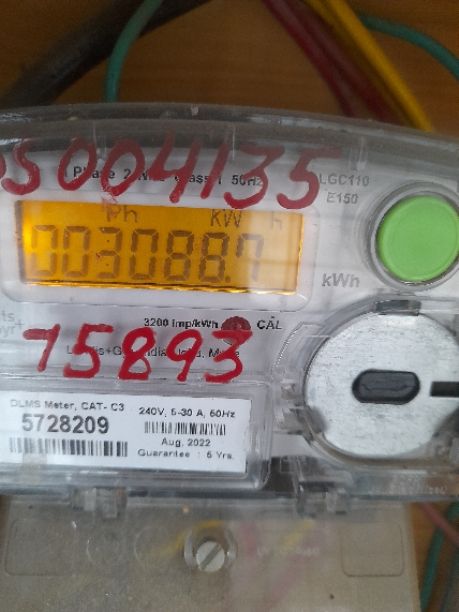 DS004135
Phase 2 Wire Class 1 50Hz
LGC110
E150
Ph KW h
003088.7
kWh
3200 imp/kWh CAL
75893
DLMS Meter, CAT- C3
5728209
240V, 5-30 A, 50Hz
Aug. 2022
Guarantee : 5 Yrs.